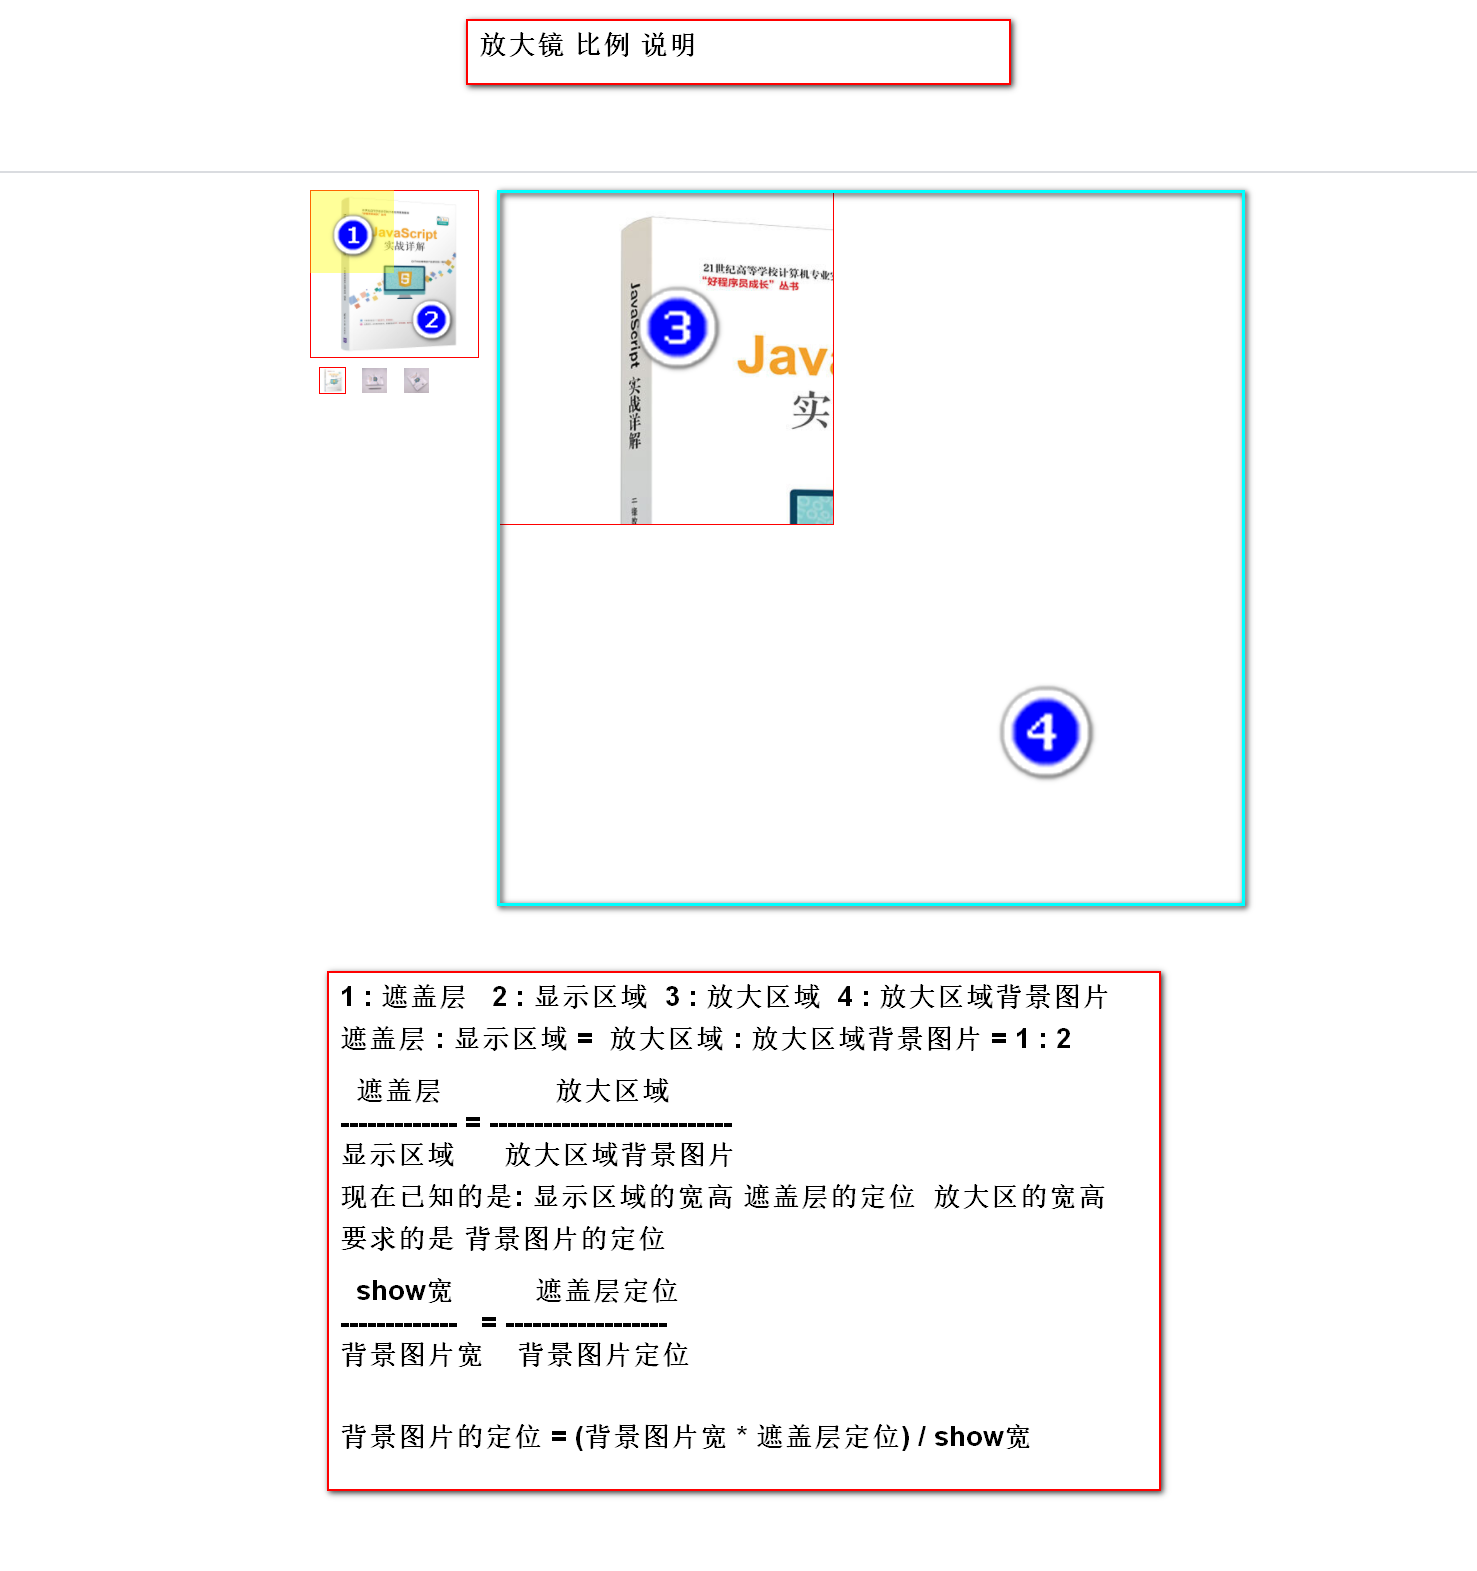 放大镜 比例 说明
1
JavaScript
实战详解
2
21世纪高等学校计算机专业
“好程序员成长”丛书
JavaScript 实战详解
3
Java
实
4
1 : 遮盖层 2 : 显示区域 3 : 放大区域 4 : 放大区域背景图片
遮盖层 : 显示区域 = 放大区域 : 放大区域背景图片 = 1 : 2
遮盖层 放大区域
------------- = ---------------------------
显示区域 放大区域背景图片
现在已知的是: 显示区域的宽高 遮盖层的定位 放大区的宽高
要求的是 背景图片的定位
show宽 遮盖层定位
------------- = ------------------
背景图片宽 背景图片定位
背景图片的定位 = (背景图片宽 * 遮盖层定位) / show宽